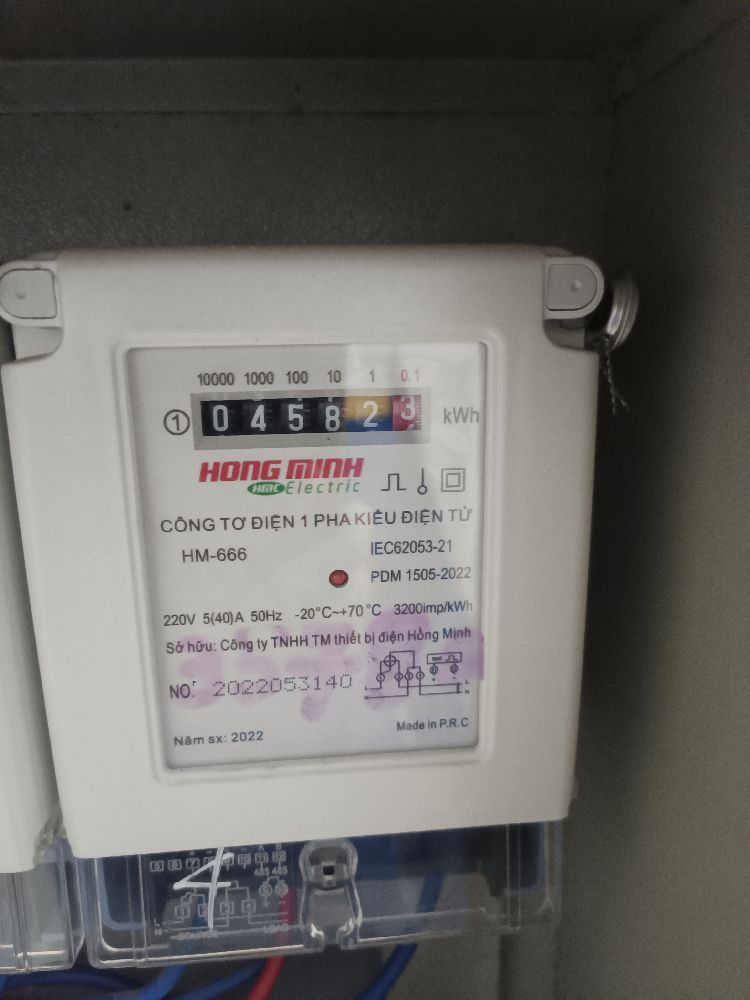 10000 1000 100 10 1 0.1
1 0 4 5 8 2 3 kWh
HONG MINH
HMC Electric
CÔNG TƠ ĐIỆN 1 PHA KIỂU ĐIỆN TỬ
HM-666
IEC62053-21
PDM 1505-2022
220V 5(40)A 50Hz -20°C~+70°C 3200imp/kWh
Sở hữu: Công ty TNHH TM thiết bị điện Hồng Minh
NO: 2022053140
Năm sx: 2022
Made in P.R.C
4